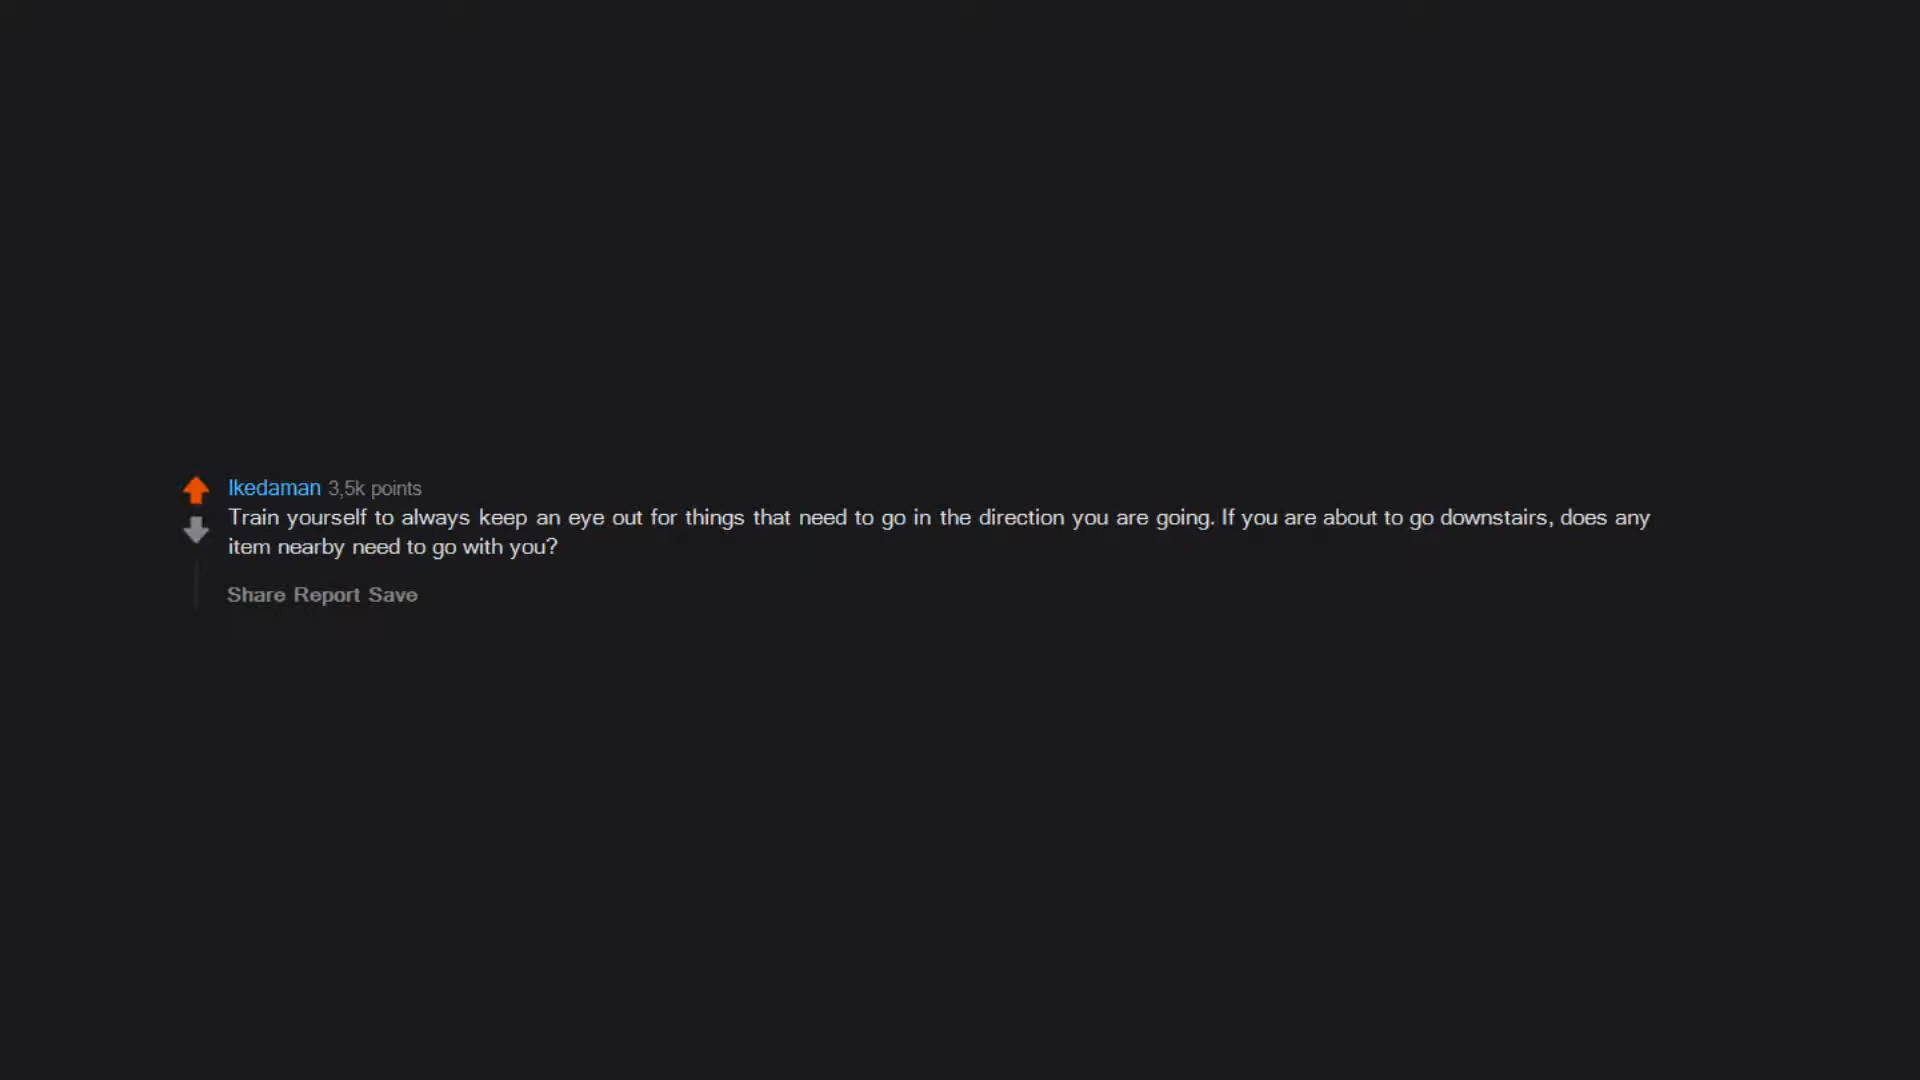 Ikedaman 3,5k points
Train yourself to always keep an eye out for things that need to go in the direction you are going. If you are about to go downstairs, does any
item nearby need to go with you?
Share Report Save